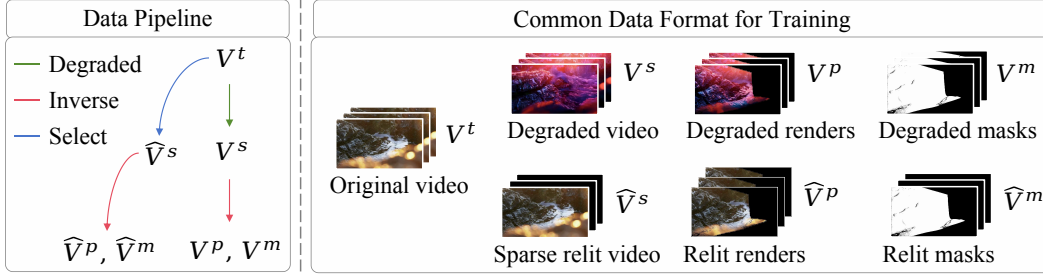 Data Pipeline
Degraded
Inverse
Select
V^t
V̂^s
V^s
V̂^p, V̂^m
V^p, V^m
Common Data Format for Training
V^t
Original video
V^s
Degraded video
V^p
Degraded renders
V^m
Degraded masks
V̂^s
Sparse relit video
V̂^p
Relit renders
V̂^m
Relit masks